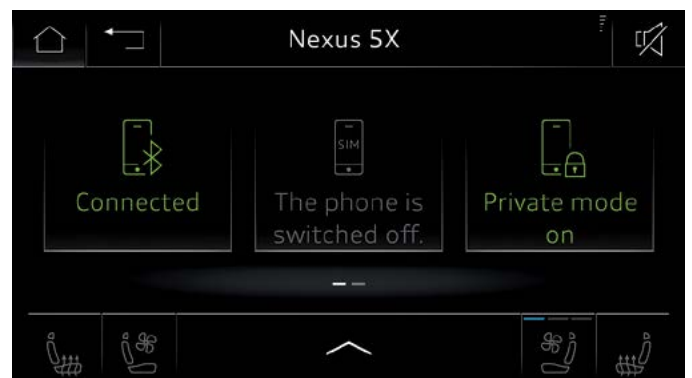 Nexus 5X
SIM
Connected
The phone is
switched off.
Private mode
on